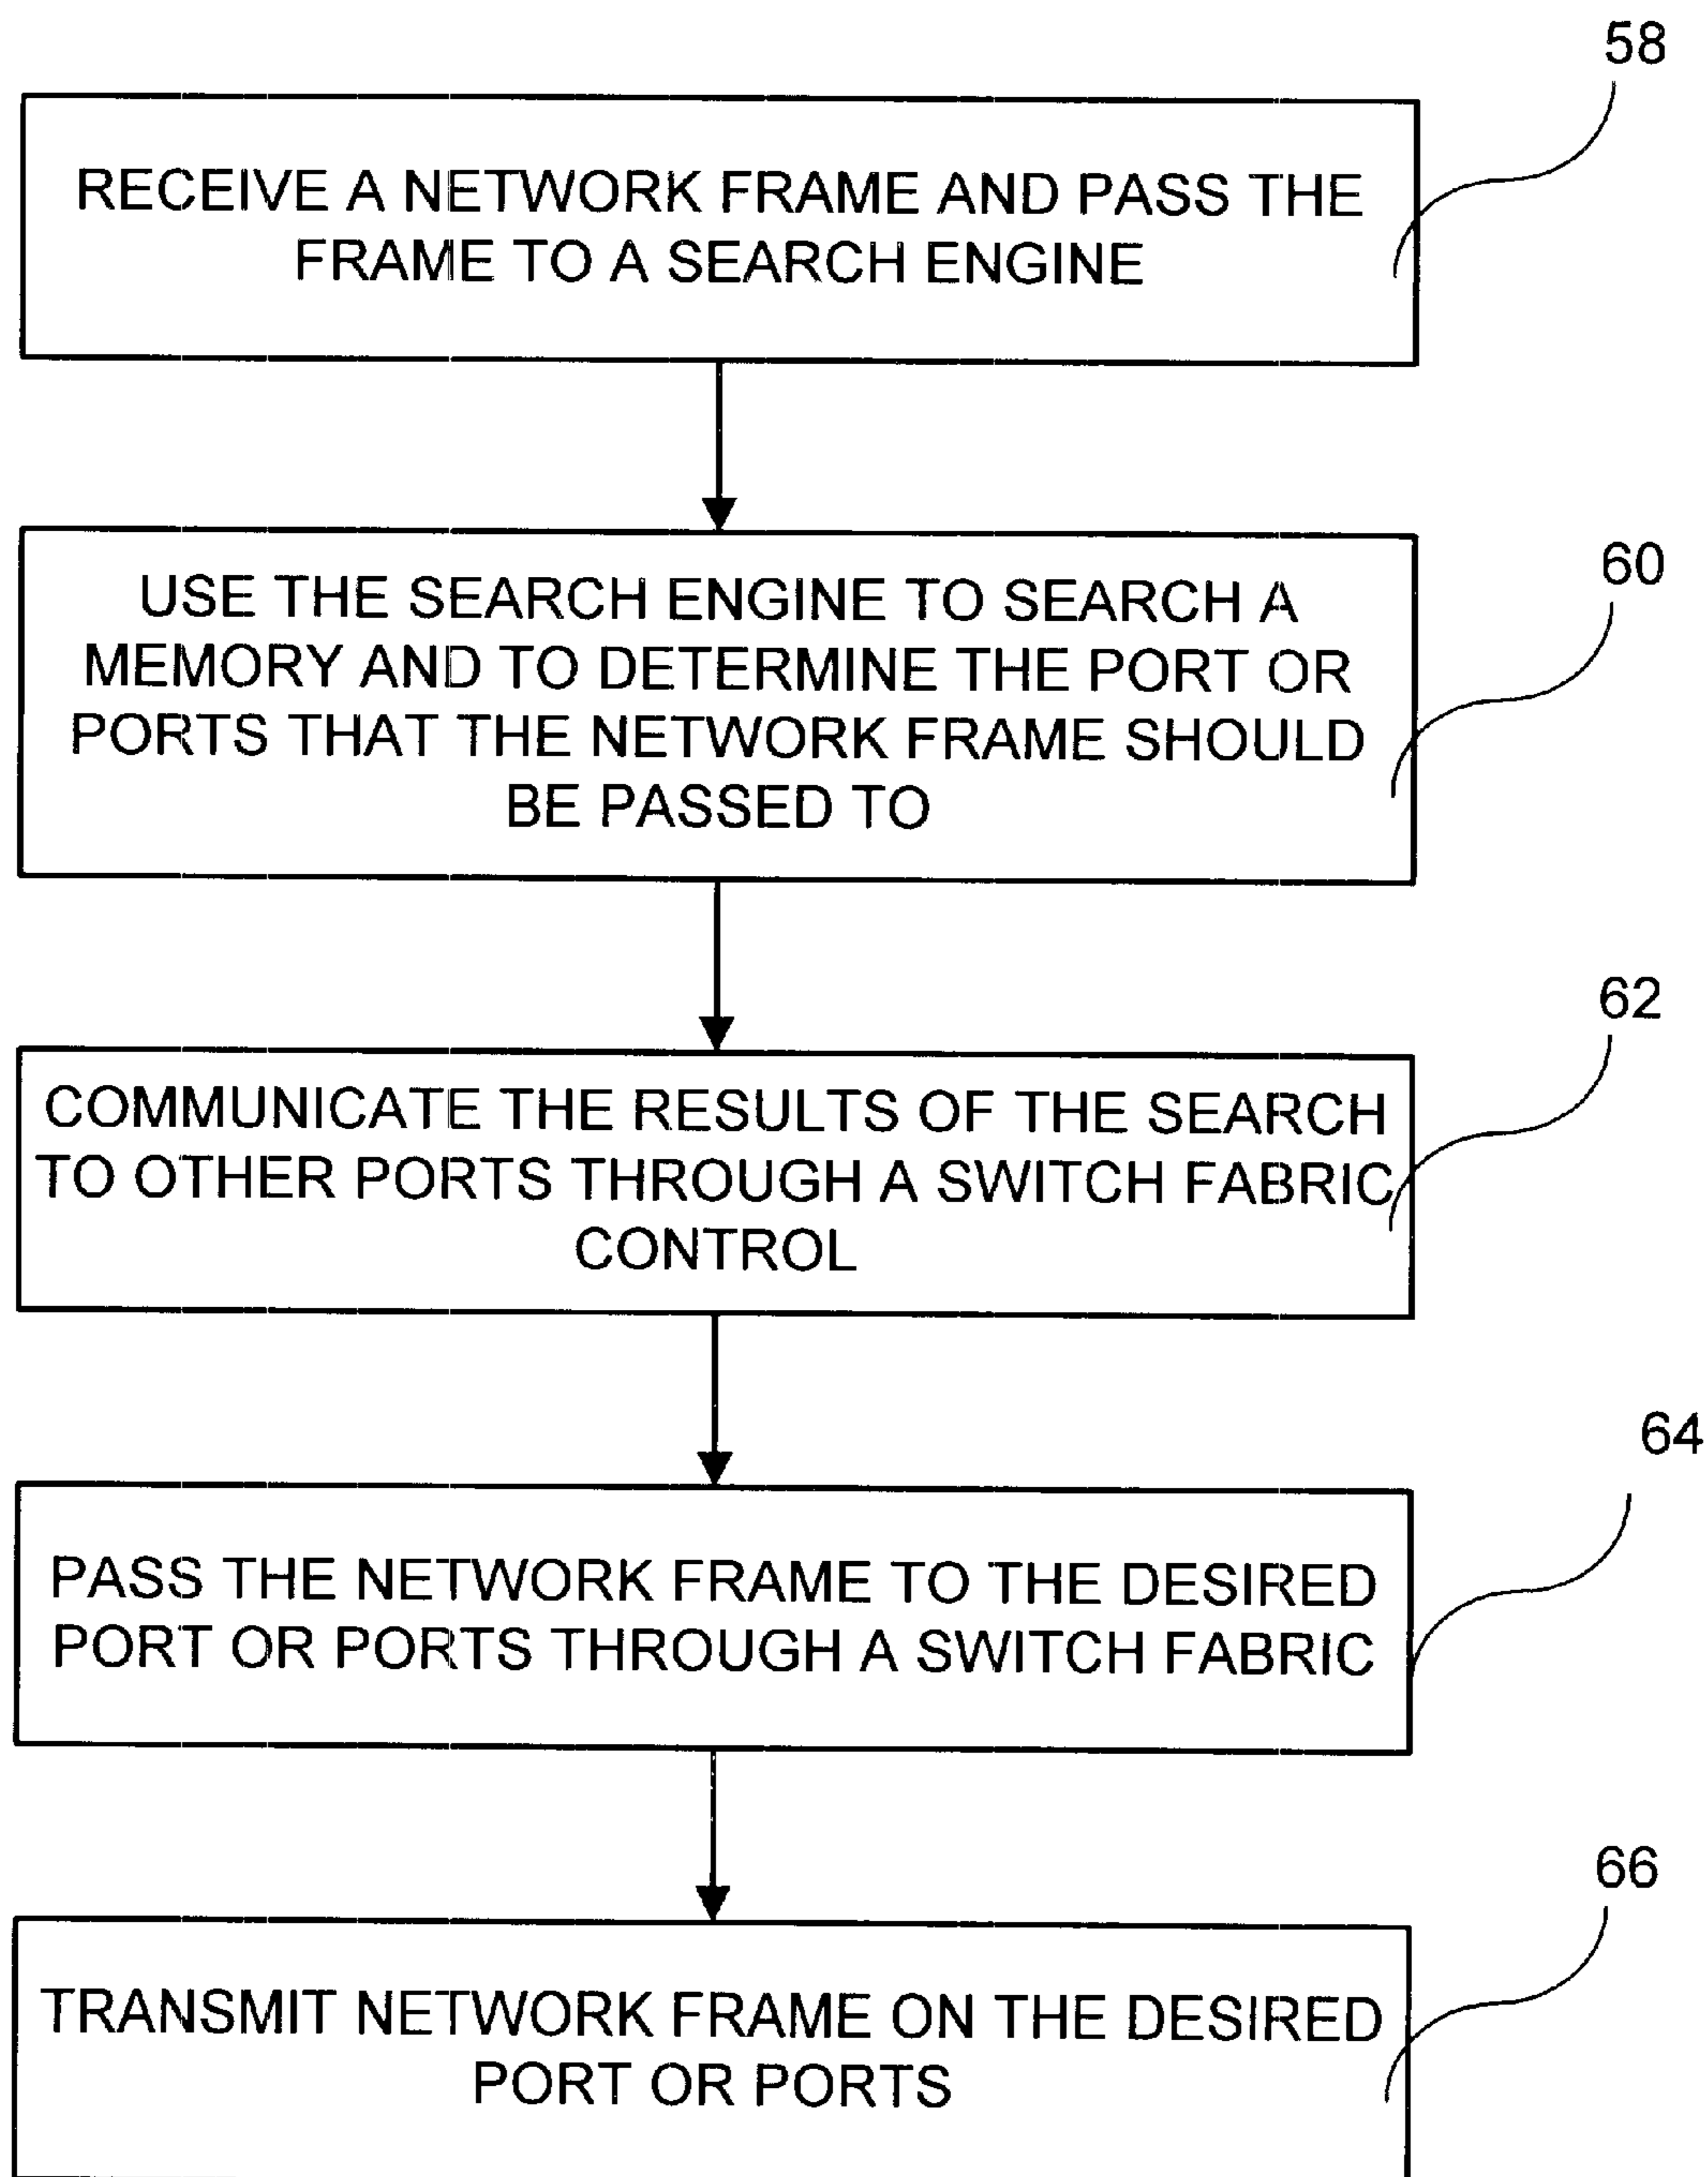 58
RECEIVE A NETWORK FRAME AND PASS THE
FRAME TO A SEARCH ENGINE
60
USE THE SEARCH ENGINE TO SEARCH A
MEMORY AND TO DETERMINE THE PORT OR
PORTS THAT THE NETWORK FRAME SHOULD
BE PASSED TO
62
COMMUNICATE THE RESULTS OF THE SEARCH
TO OTHER PORTS THROUGH A SWITCH FABRIC
CONTROL
64
PASS THE NETWORK FRAME TO THE DESIRED
PORT OR PORTS THROUGH A SWITCH FABRIC
66
TRANSMIT NETWORK FRAME ON THE DESIRED
PORT OR PORTS